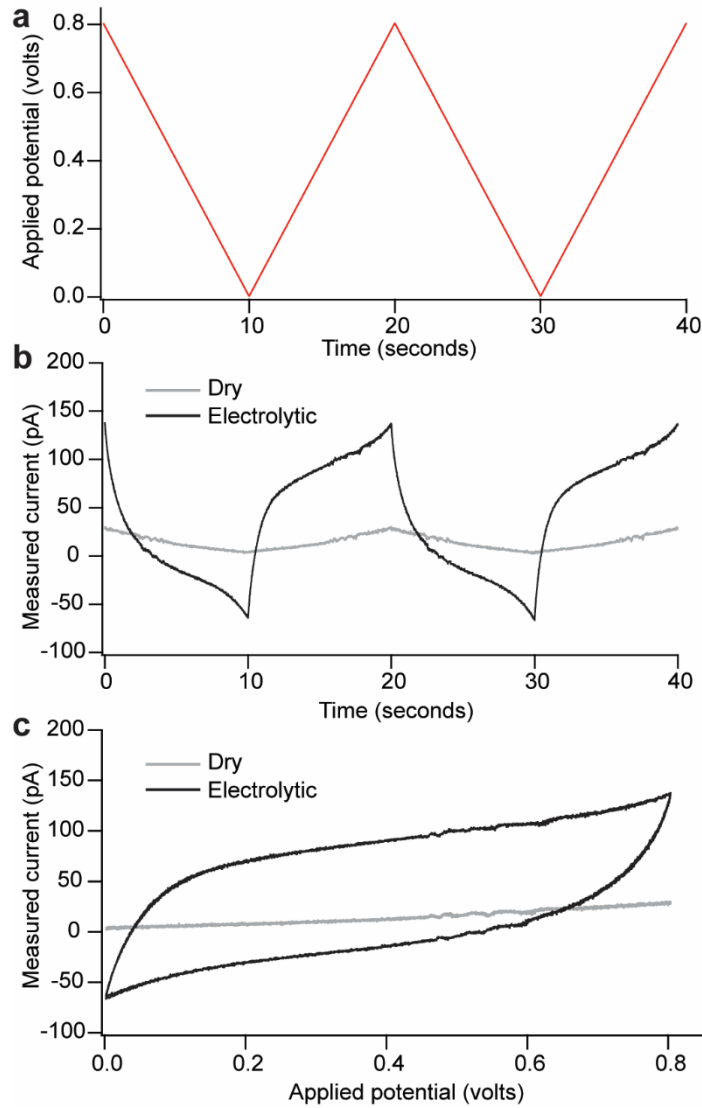 a
Applied potential (volts)
0.8
0.6
0.4
0.2
0.0
0 10 20 30 40
Time (seconds)
b
Measured current (pA)
200
150
100
50
0
-50
-100
Dry
Electrolytic
0 10 20 30 40
Time (seconds)
c
Measured current (pA)
200
150
100
50
0
-50
-100
Dry
Electrolytic
0.0 0.2 0.4 0.6 0.8
Applied potential (volts)